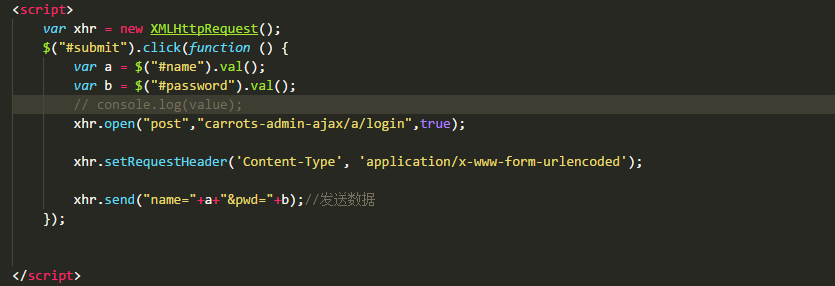 <script>
var xhr = new XMLHttpRequest();
$("#submit").click(function () {
var a = $("#name").val();
var b = $("#password").val();
// console.log(value);
xhr.open("post","carrots-admin-ajax/a/login",true);
xhr.setRequestHeader('Content-Type', 'application/x-www-form-urlencoded');
xhr.send("name="+a+"&pwd="+b);//发送数据
});
</script>